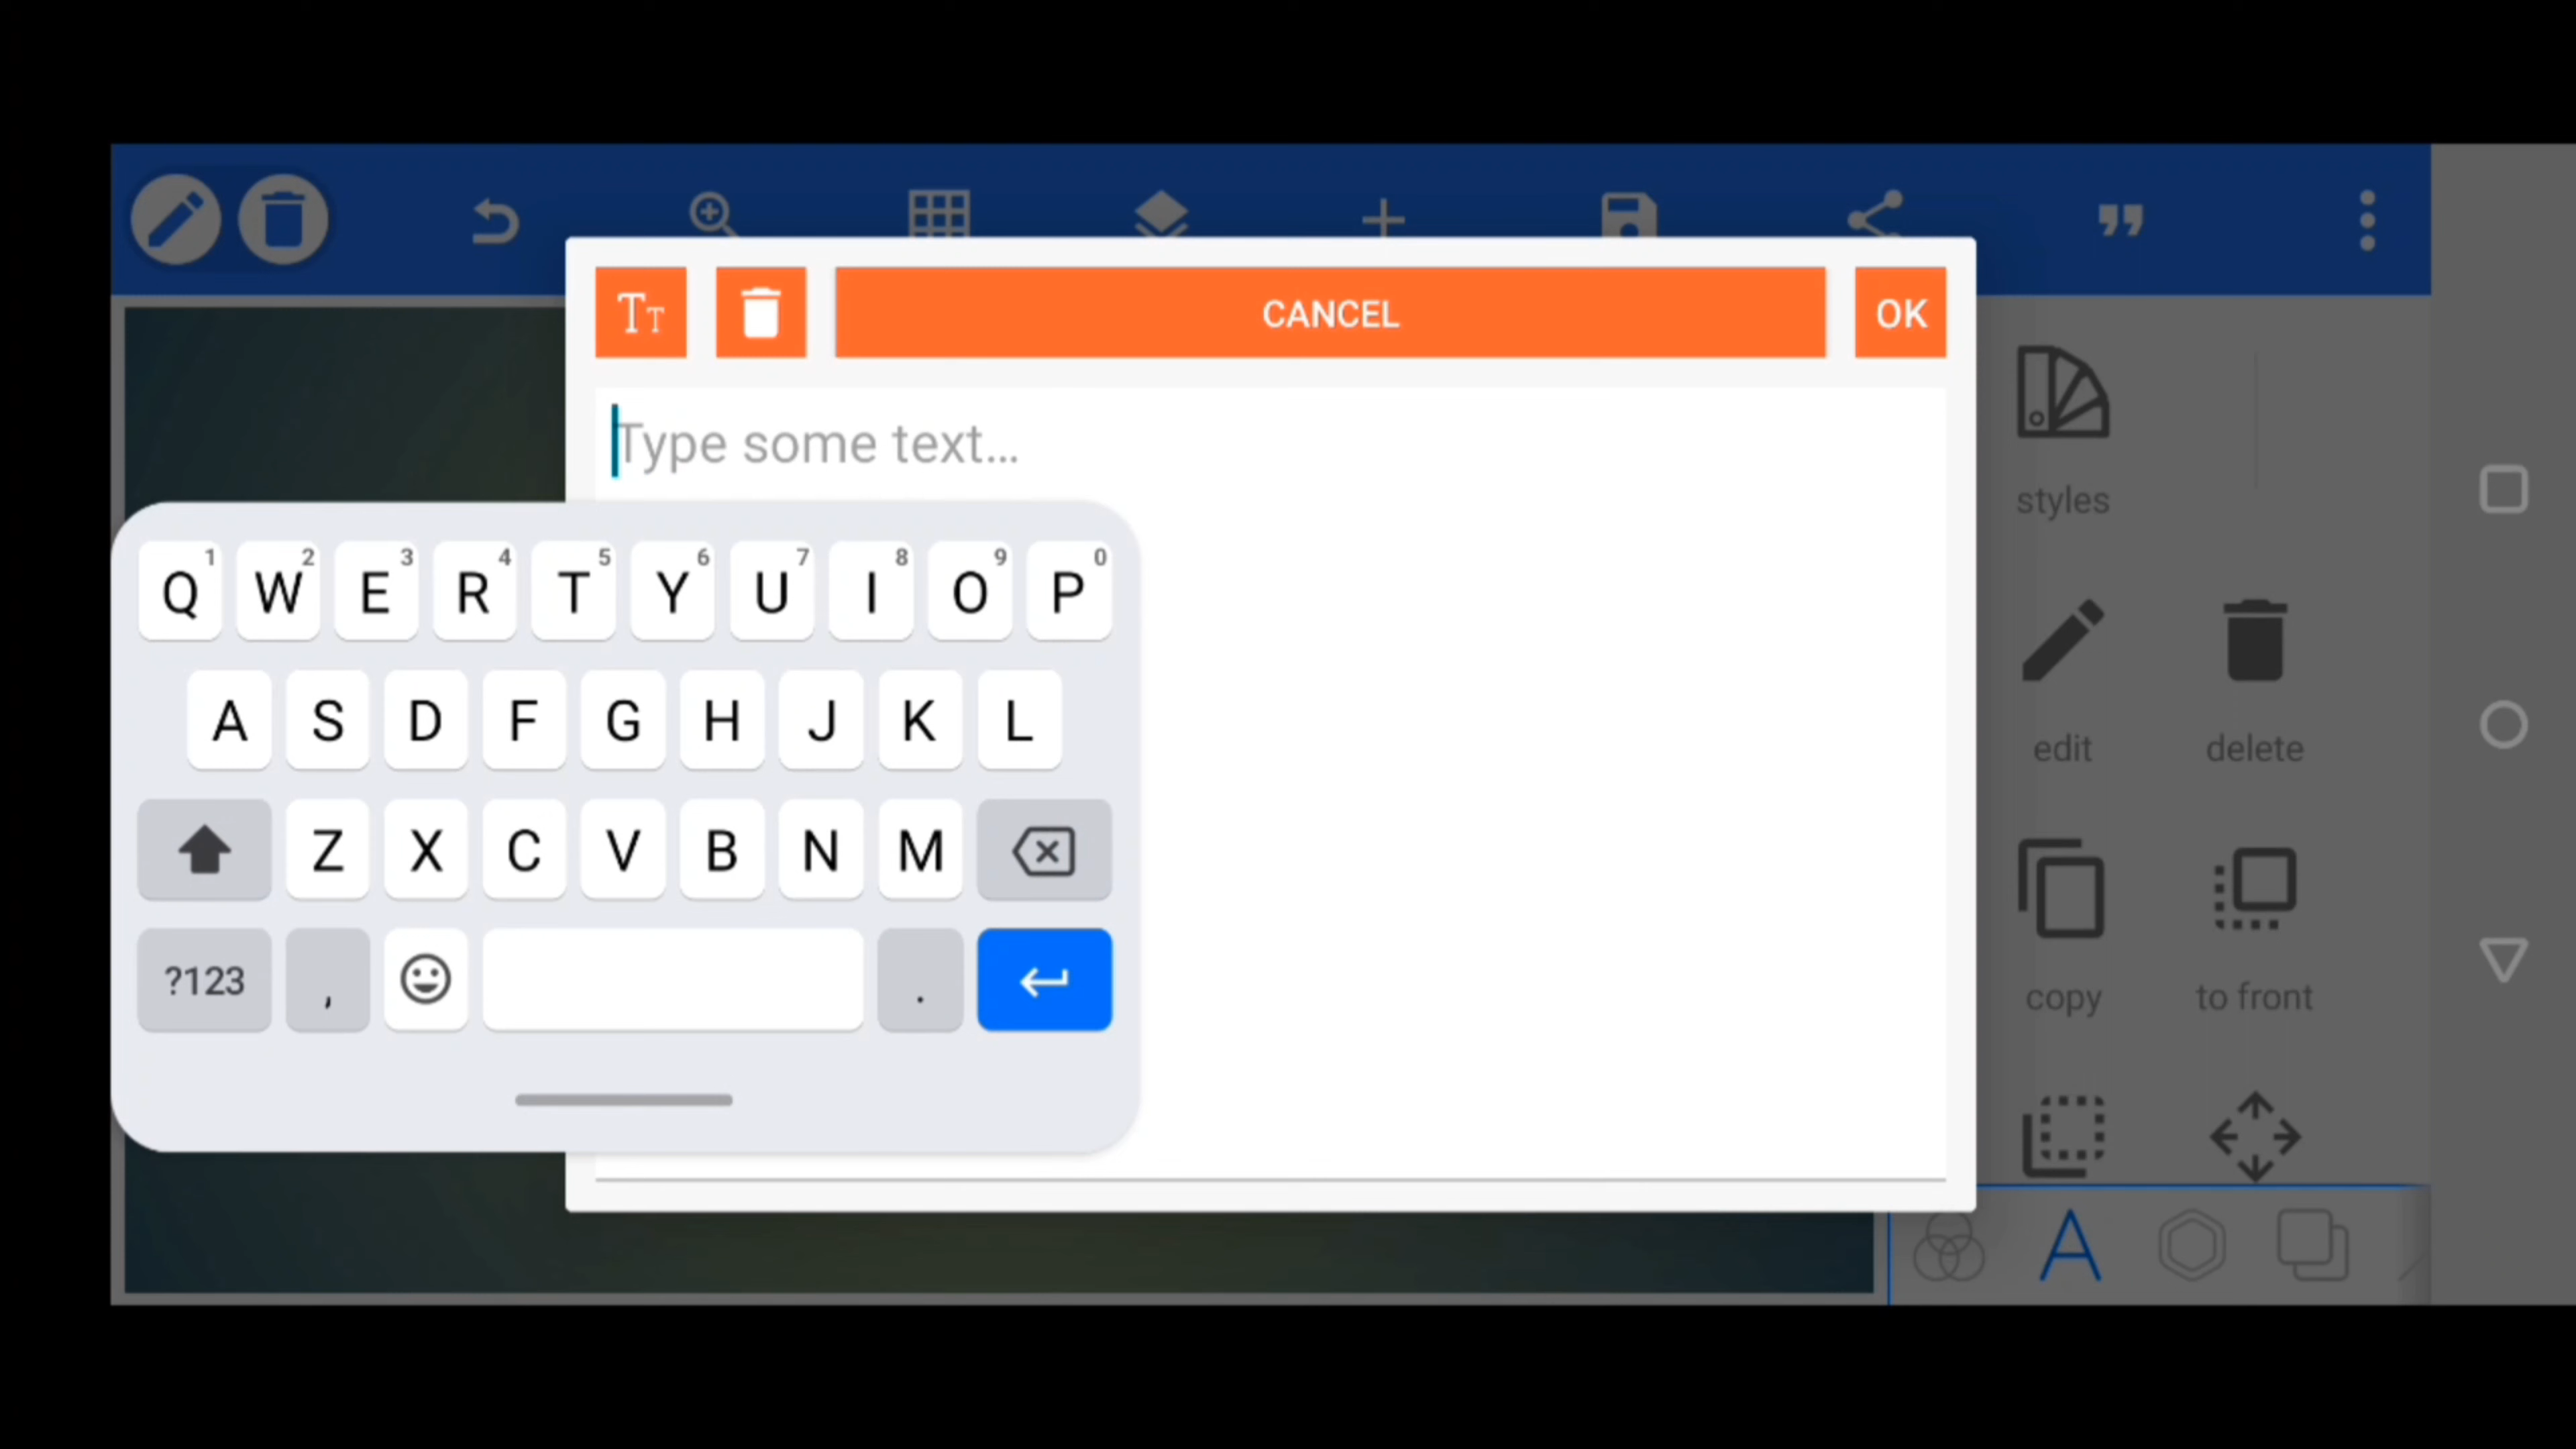 CANCEL OK
Type some text...
1 2 3 4 5 6 7 8 9 0
Q W E R T Y U I O P
A S D F G H J K L
Z X C V B N M
?123 , .
styles
edit delete
copy to front